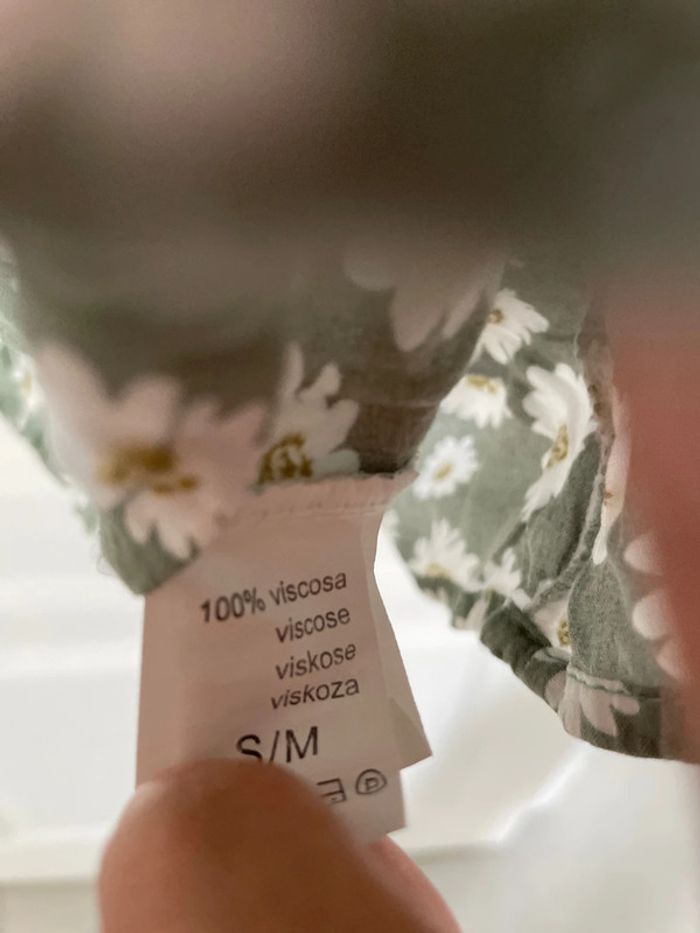 100% viscosa
viscose
viskose
viskoza
S/M
P